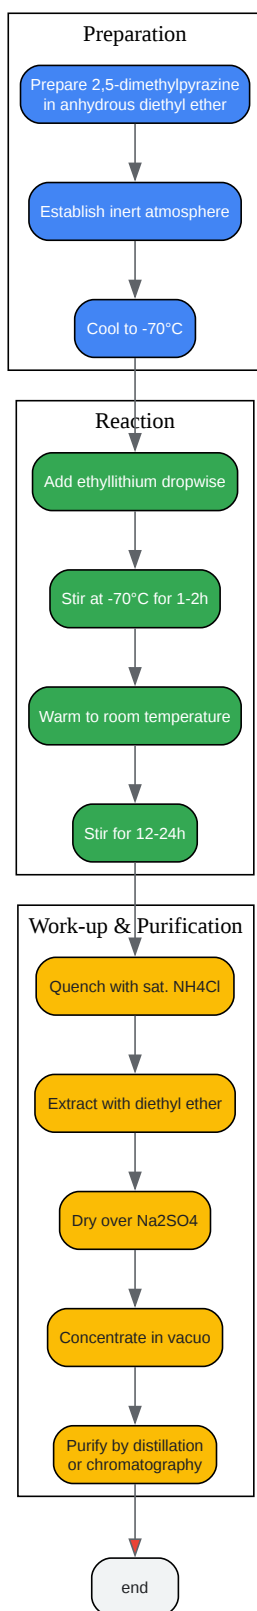 Preparation
Prepare 2,5-dimethylpyrazine
in anhydrous diethyl ether
Establish inert atmosphere
Cool to -70°C
Reaction
Add ethyllithium dropwise
Stir at -70°C for 1-2h
Warm to room temperature
Stir for 12-24h
Work-up & Purification
Quench with sat. NH4Cl
Extract with diethyl ether
Dry over Na2SO4
Concentrate in vacuo
Purify by distillation
or chromatography
end